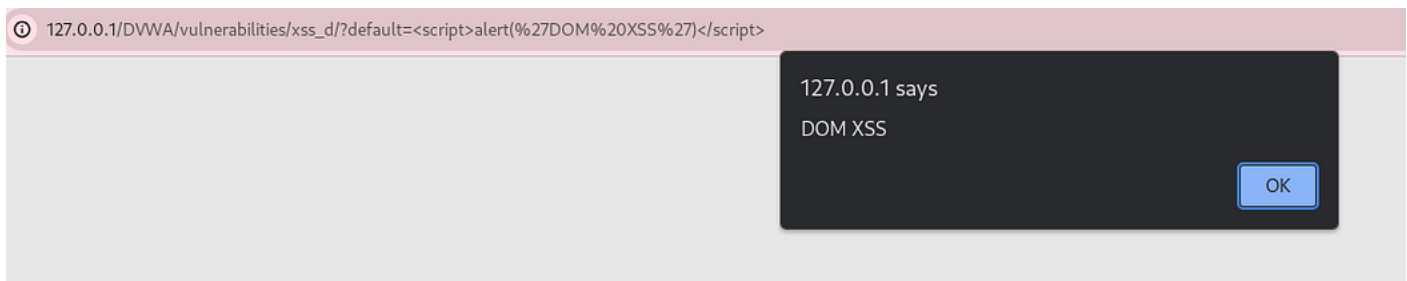 127.0.0.1/DVWA/vulnerabilities/xss_d/?default=<script>alert(%27DOM%20XSS%27)</script>
127.0.0.1 says
DOM XSS
OK